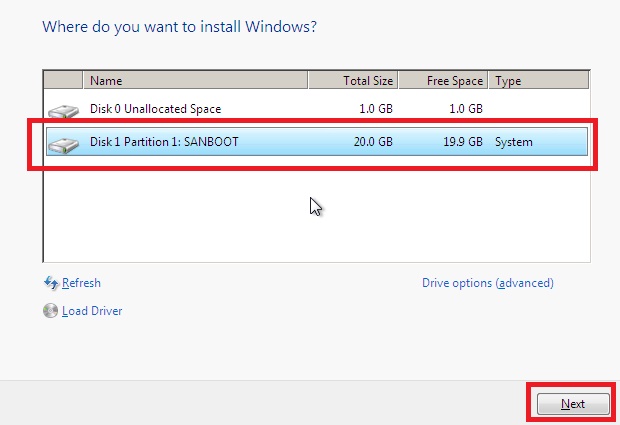 Where do you want to install Windows?
Name Total Size Free Space Type
Disk 0 Unallocated Space 1.0 GB 1.0 GB
Disk 1 Partition 1: SANBOOT 20.0 GB 19.9 GB System
Refresh Drive options (advanced)
Load Driver
Next